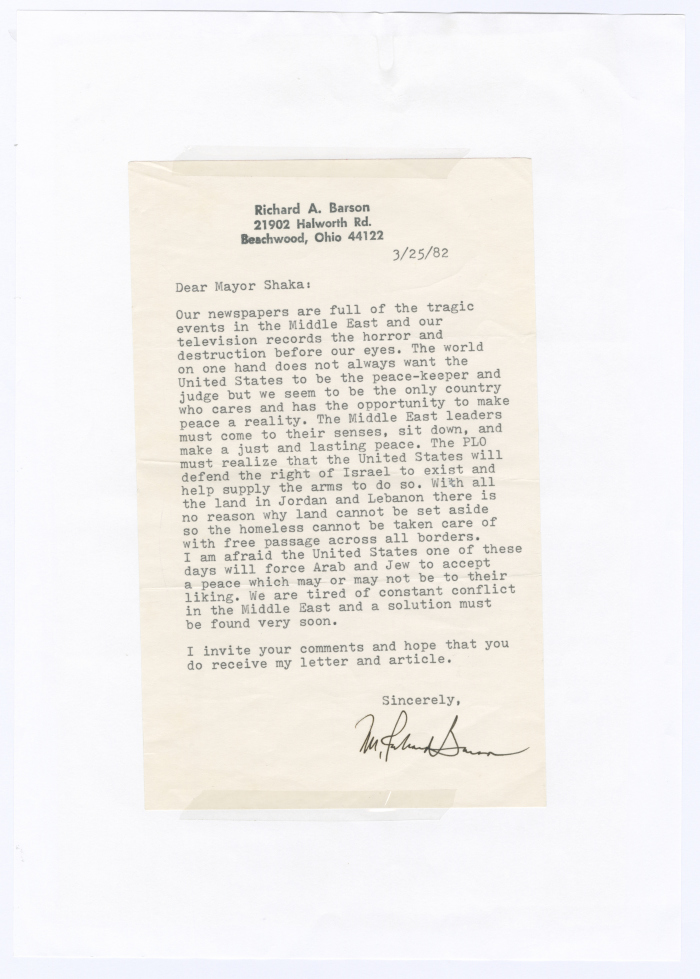 Richard A. Barson
21902 Halworth Rd.
Beachwood, Ohio 44122
3/25/82
Dear Mayor Shaka:
Our newspapers are full of the tragic
events in the Middle East and our
television records the horror and
destruction before our eyes. The world
on one hand does not always want the
United States to be the peace-keeper and
judge but we seem to be the only country
who cares and has the opportunity to make
peace a reality. The Middle East leaders
must come to their senses, sit down, and
make a just and lasting peace. The PLO
must realize that the United States will
defend the right of Israel to exist and
help supply the arms to do so. With all
the land in Jordan and Lebanon there is
no reason why land cannot be set aside
so the homeless cannot be taken care of
with free passage across all borders.
I am afraid the United States one of these
days will force Arab and Jew to accept
a peace which may or may not be to their
liking. We are tired of constant conflict
in the Middle East and a solution must
be found very soon.
I invite your comments and hope that you
do receive my letter and article.
Sincerely,
M. Richard Barson